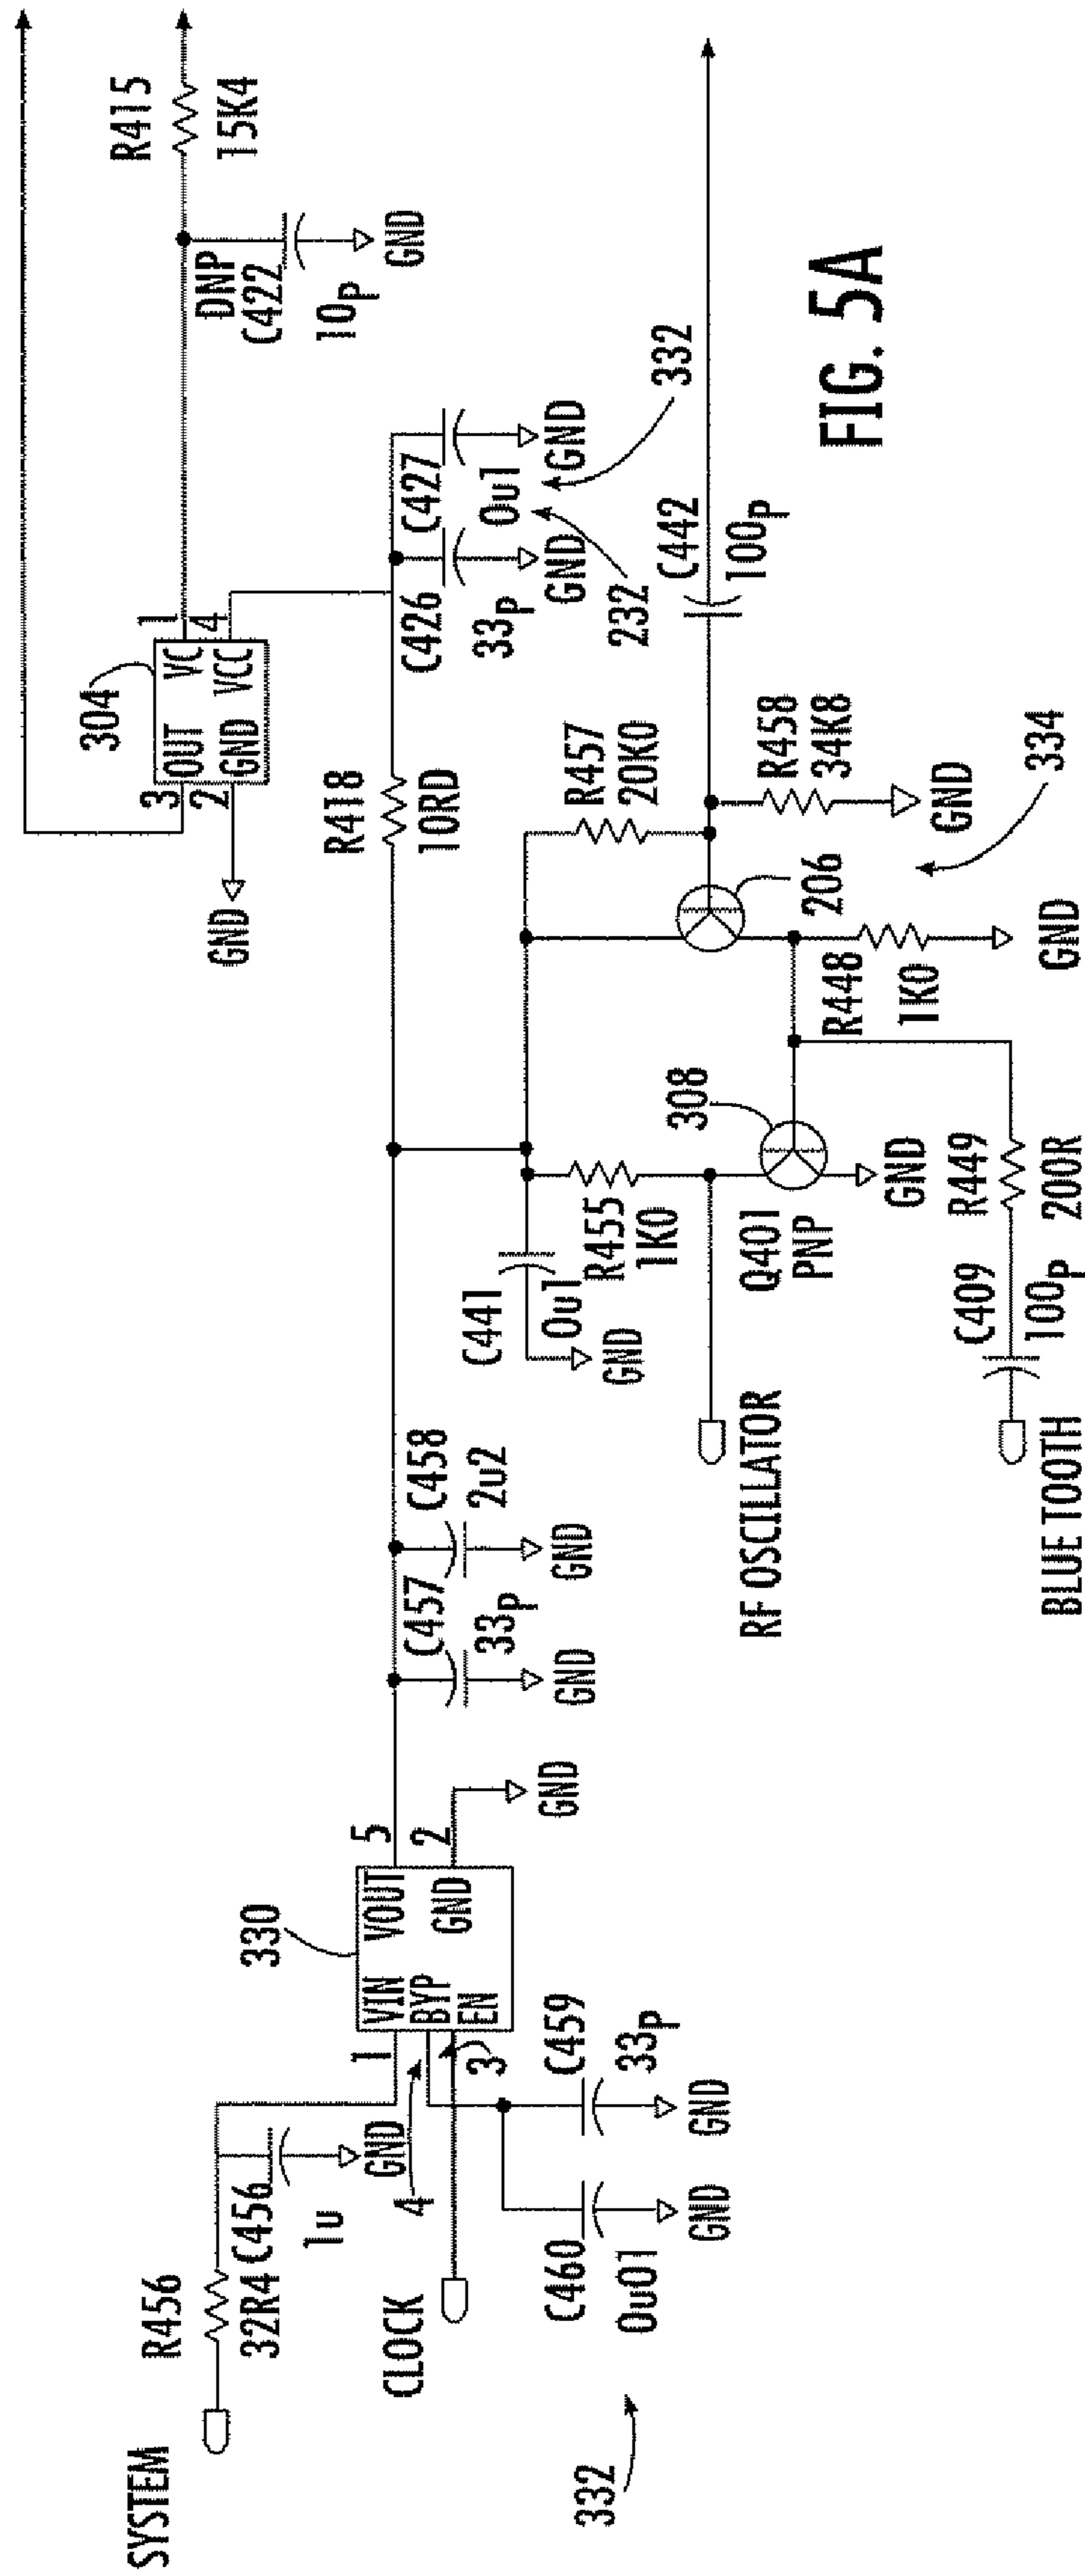 SYSTEM
R456
32R4
C456
1u
GND
CLOCK
4
3
1
330
VIN
BYP
EN
VOUT
GND
5
2
GND
C460
0u01
GND
C459
33p
GND
332
C457
33p
GND
C458
2u2
GND
C441
0u1
GND
R455
1K0
RF OSCILLATOR
Q401
PNP
308
GND
BLUE TOOTH
C409
100p
R449
200R
R448
1K0
GND
206
334
R457
20K0
R458
34K8
GND
C442
100p
R418
10RD
GND
3
2
304
OUT
GND
VC
VCC
1
4
C426
33p
GND
C427
0u1
GND
232
332
DNP
C422
10p
GND
R415
15K4
FIG. 5A